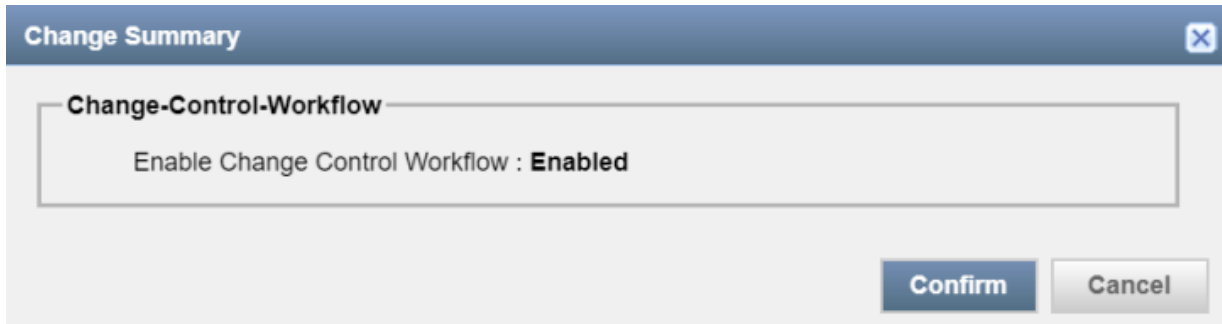 Change Summary
Change-Control-Workflow
Enable Change Control Workflow : Enabled
Confirm Cancel